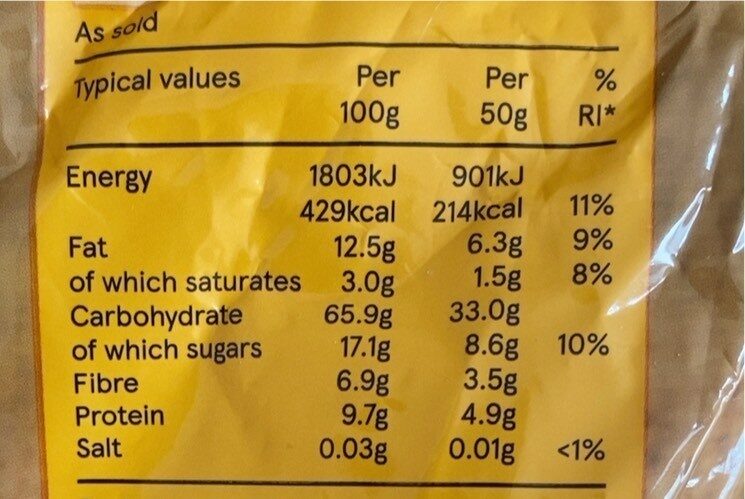 As sold
Typical values Per Per %
100g 50g RI*
Energy 1803kJ 901kJ
429kcal 214kcal 11%
Fat 12.5g 6.3g 9%
of which saturates 3.0g 1.5g 8%
Carbohydrate 65.9g 33.0g
of which sugars 17.1g 8.6g 10%
Fibre 6.9g 3.5g
Protein 9.7g 4.9g
Salt 0.03g 0.01g <1%